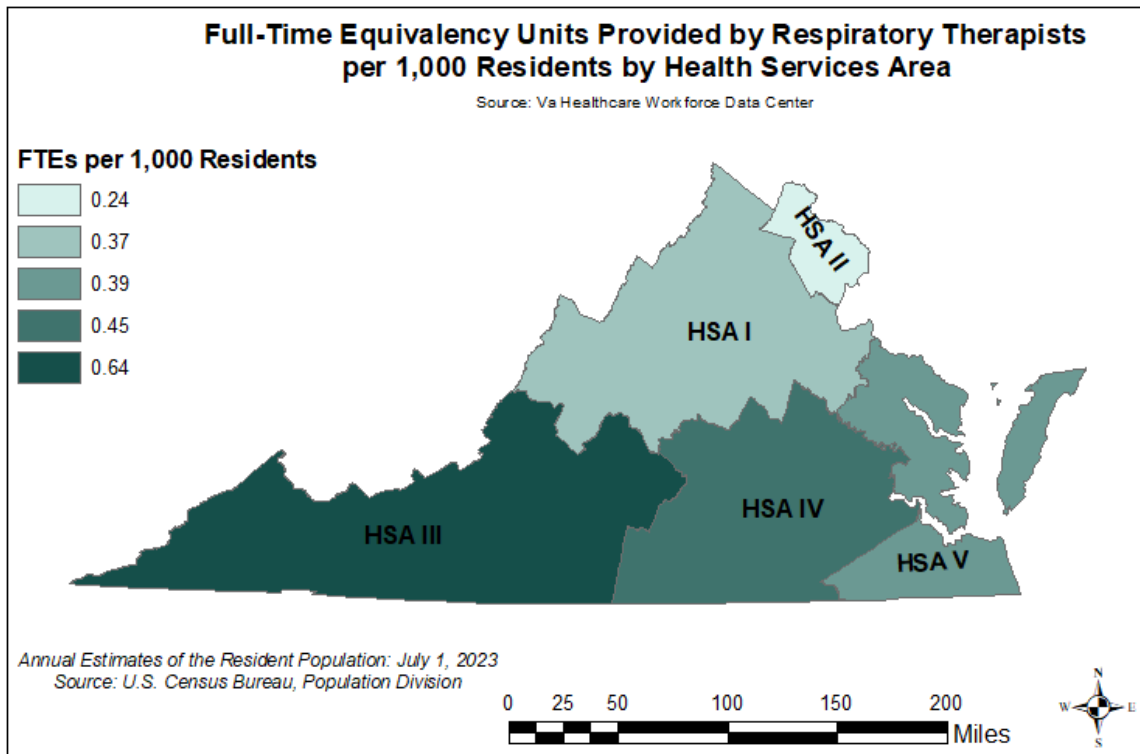 Full-Time Equivalency Units Provided by Respiratory Therapists
per 1,000 Residents by Health Services Area
Source: Va Healthcare Workforce Data Center
FTEs per 1,000 Residents
0.24
0.37
0.39
0.45
0.64
HSA II
HSA I
HSA III
HSA IV
HSA V
Annual Estimates of the Resident Population: July 1, 2023
Source: U.S. Census Bureau, Population Division
0 25 50 100 150 200
Miles
N
W E
S